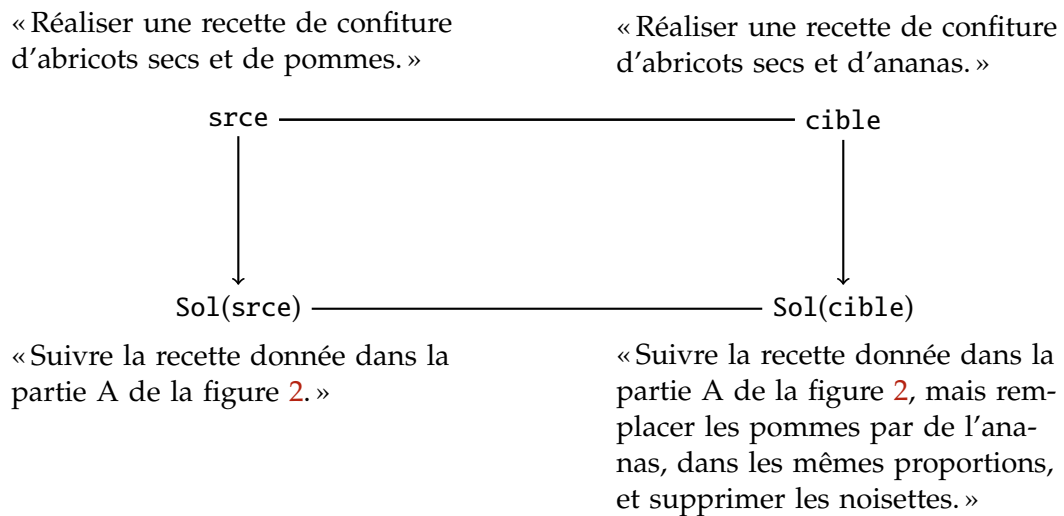 « Réaliser une recette de confiture
d'abricots secs et de pommes. »
« Réaliser une recette de confiture
d'abricots secs et d'ananas. »
srce
cible
Sol(srce)
Sol(cible)
« Suivre la recette donnée dans la
partie A de la figure 2. »
« Suivre la recette donnée dans la
partie A de la figure 2, mais rem-
placer les pommes par de l'ana-
nas, dans les mêmes proportions,
et supprimer les noisettes. »